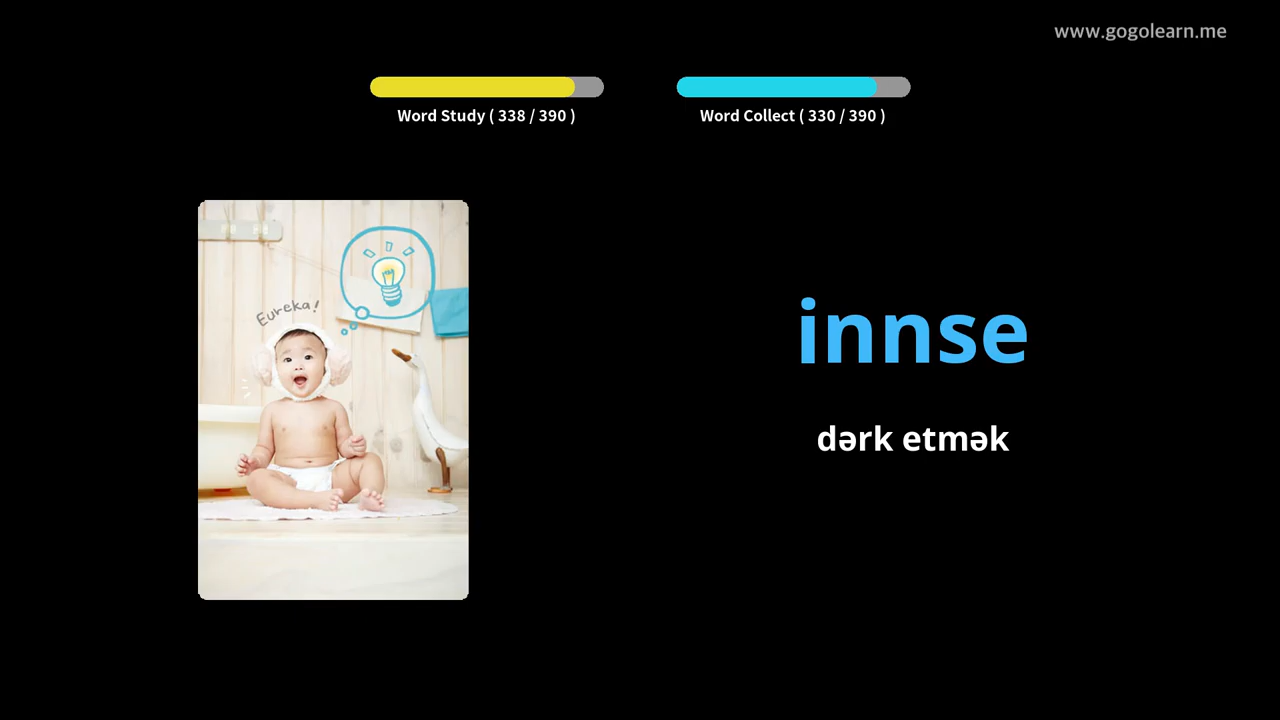 www.gogolearn.me
Word Study ( 338 / 390 )
Word Collect ( 330 / 390 )
Eureka!
innse
dərk etmək